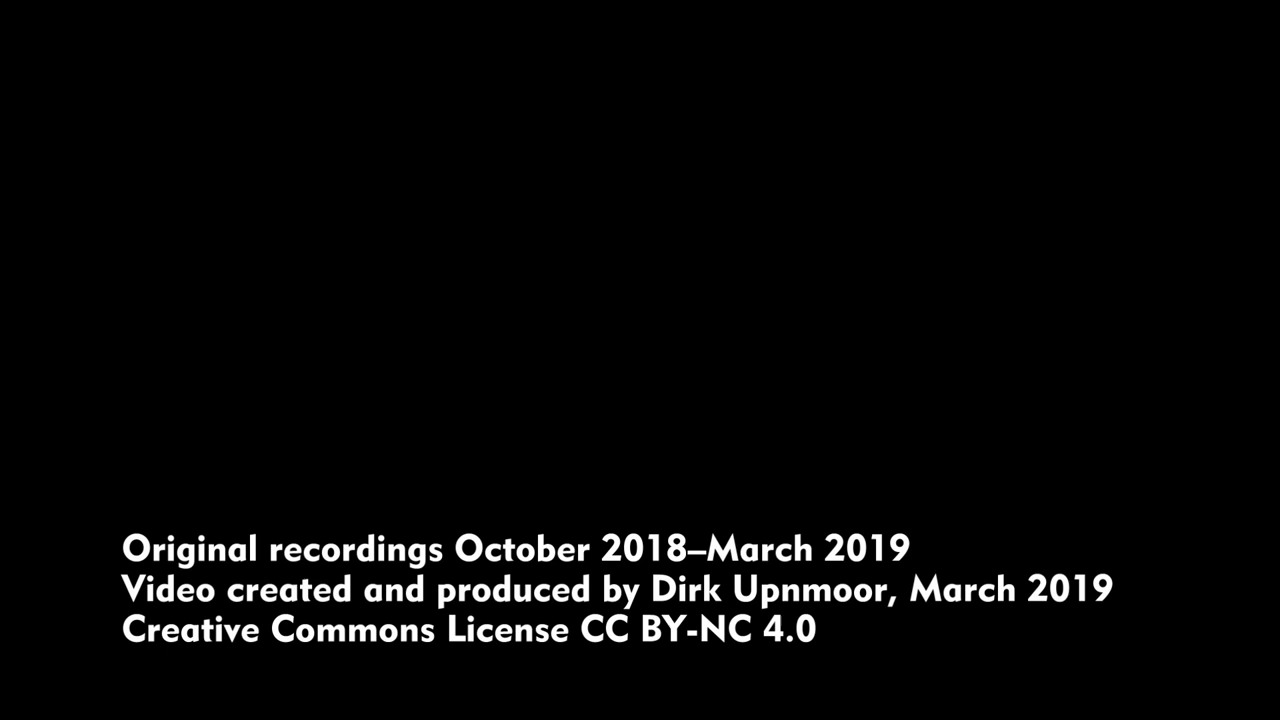 Original recordings October 2018–March 2019
Video created and produced by Dirk Upnmoor, March 2019
Creative Commons License CC BY-NC 4.0